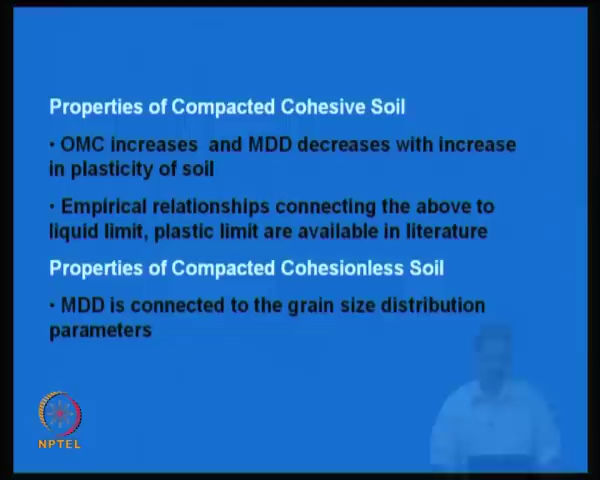 Properties of Compacted Cohesive Soil
• OMC increases and MDD decreases with increase
in plasticity of soil
• Empirical relationships connecting the above to
liquid limit, plastic limit are available in literature
Properties of Compacted Cohesionless Soil
• MDD is connected to the grain size distribution
parameters
NPTEL